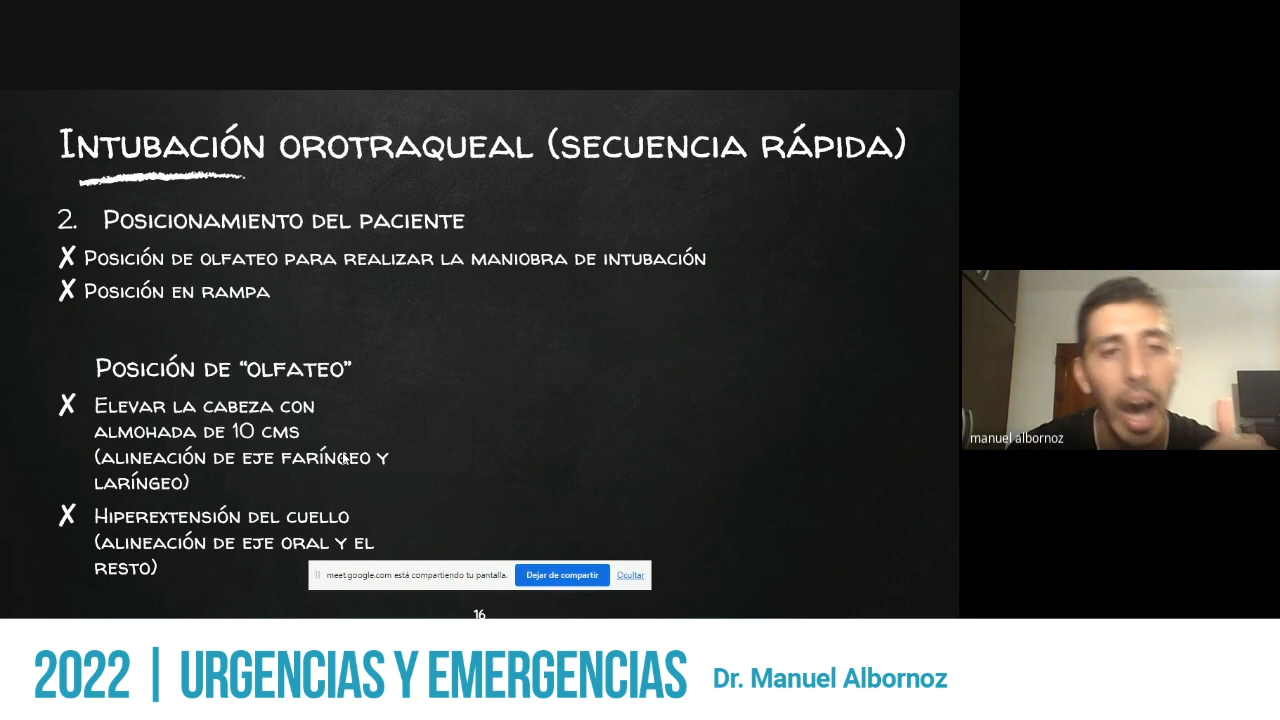 Intubación orotraqueal (secuencia rápida)
2. Posicionamiento del paciente
✗ Posición de olfateo para realizar la maniobra de intubación
✗ Posición en rampa
Posición de “olfateo”
✗ Elevar la cabeza con
almohada de 10 cms
(alineación de eje faríngeo y
laríngeo)
✗ Hiperextensión del cuello
(alineación de eje oral y el
resto)
meet.google.com está compartiendo tu pantalla. Dejar de compartir Ocultar
16
manuel albornoz
2022 | URGENCIAS Y EMERGENCIAS Dr. Manuel Albornoz